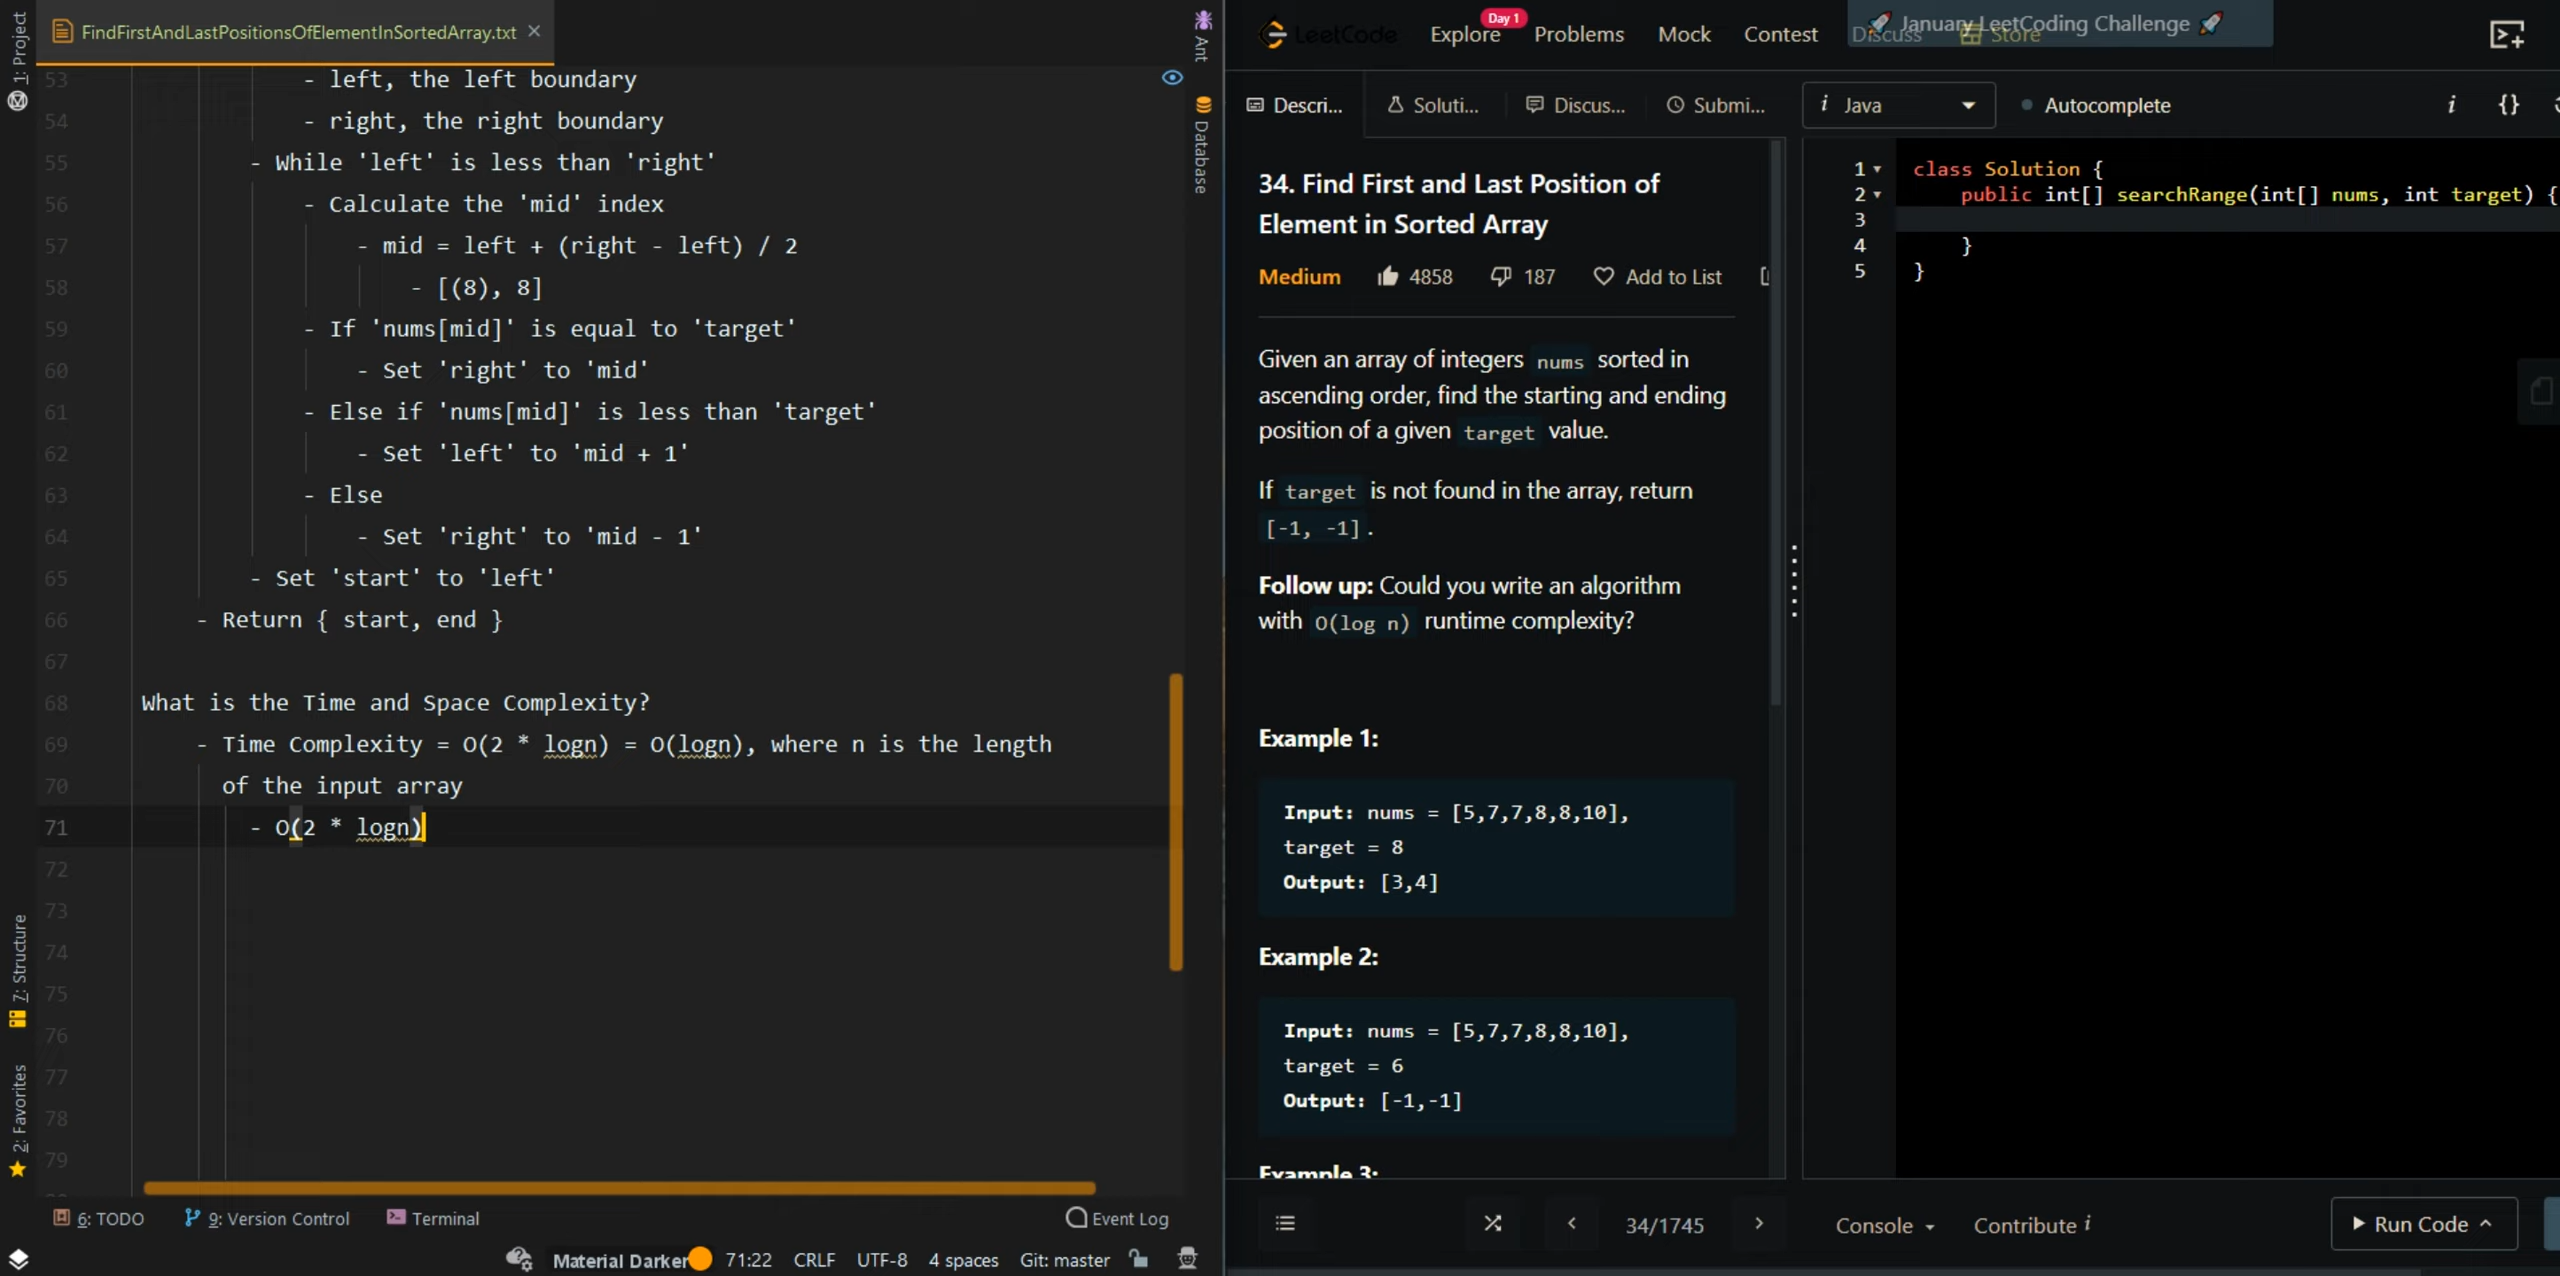 FindFirstAndLastPositionsOfElementInSortedArray.txt
1: Project
7: Structure
2: Favorites
Ant
Database
53 - left, the left boundary
54 - right, the right boundary
55 - While 'left' is less than 'right'
56 - Calculate the 'mid' index
57 - mid = left + (right - left) / 2
58 - [(8), 8]
59 - If 'nums[mid]' is equal to 'target'
60 - Set 'right' to 'mid'
61 - Else if 'nums[mid]' is less than 'target'
62 - Set 'left' to 'mid + 1'
63 - Else
64 - Set 'right' to 'mid - 1'
65 - Set 'start' to 'left'
66 - Return { start, end }
67
68 What is the Time and Space Complexity?
69 - Time Complexity = O(2 * logn) = O(logn), where n is the length
70 of the input array
71 - O(2 * logn)
72
73
74
75
76
77
78
79
6: TODO 9: Version Control Terminal Event Log
Material Darker 71:22 CRLF UTF-8 4 spaces Git: master
LeetCode Explore Day 1 Problems Mock Contest Discuss Store
January LeetCoding Challenge
Descri... Soluti... Discus... Submi...
i Java Autocomplete i {}
34. Find First and Last Position of
Element in Sorted Array
Medium 4858 187 Add to List
Given an array of integers nums sorted in
ascending order, find the starting and ending
position of a given target value.
If target is not found in the array, return
[-1, -1].
Follow up: Could you write an algorithm
with O(log n) runtime complexity?
Example 1:
Input: nums = [5,7,7,8,8,10],
target = 8
Output: [3,4]
Example 2:
Input: nums = [5,7,7,8,8,10],
target = 6
Output: [-1,-1]
Example 3:
1 class Solution {
2 public int[] searchRange(int[] nums, int target) {
3
4 }
5 }
34/1745
Console Contribute i Run Code